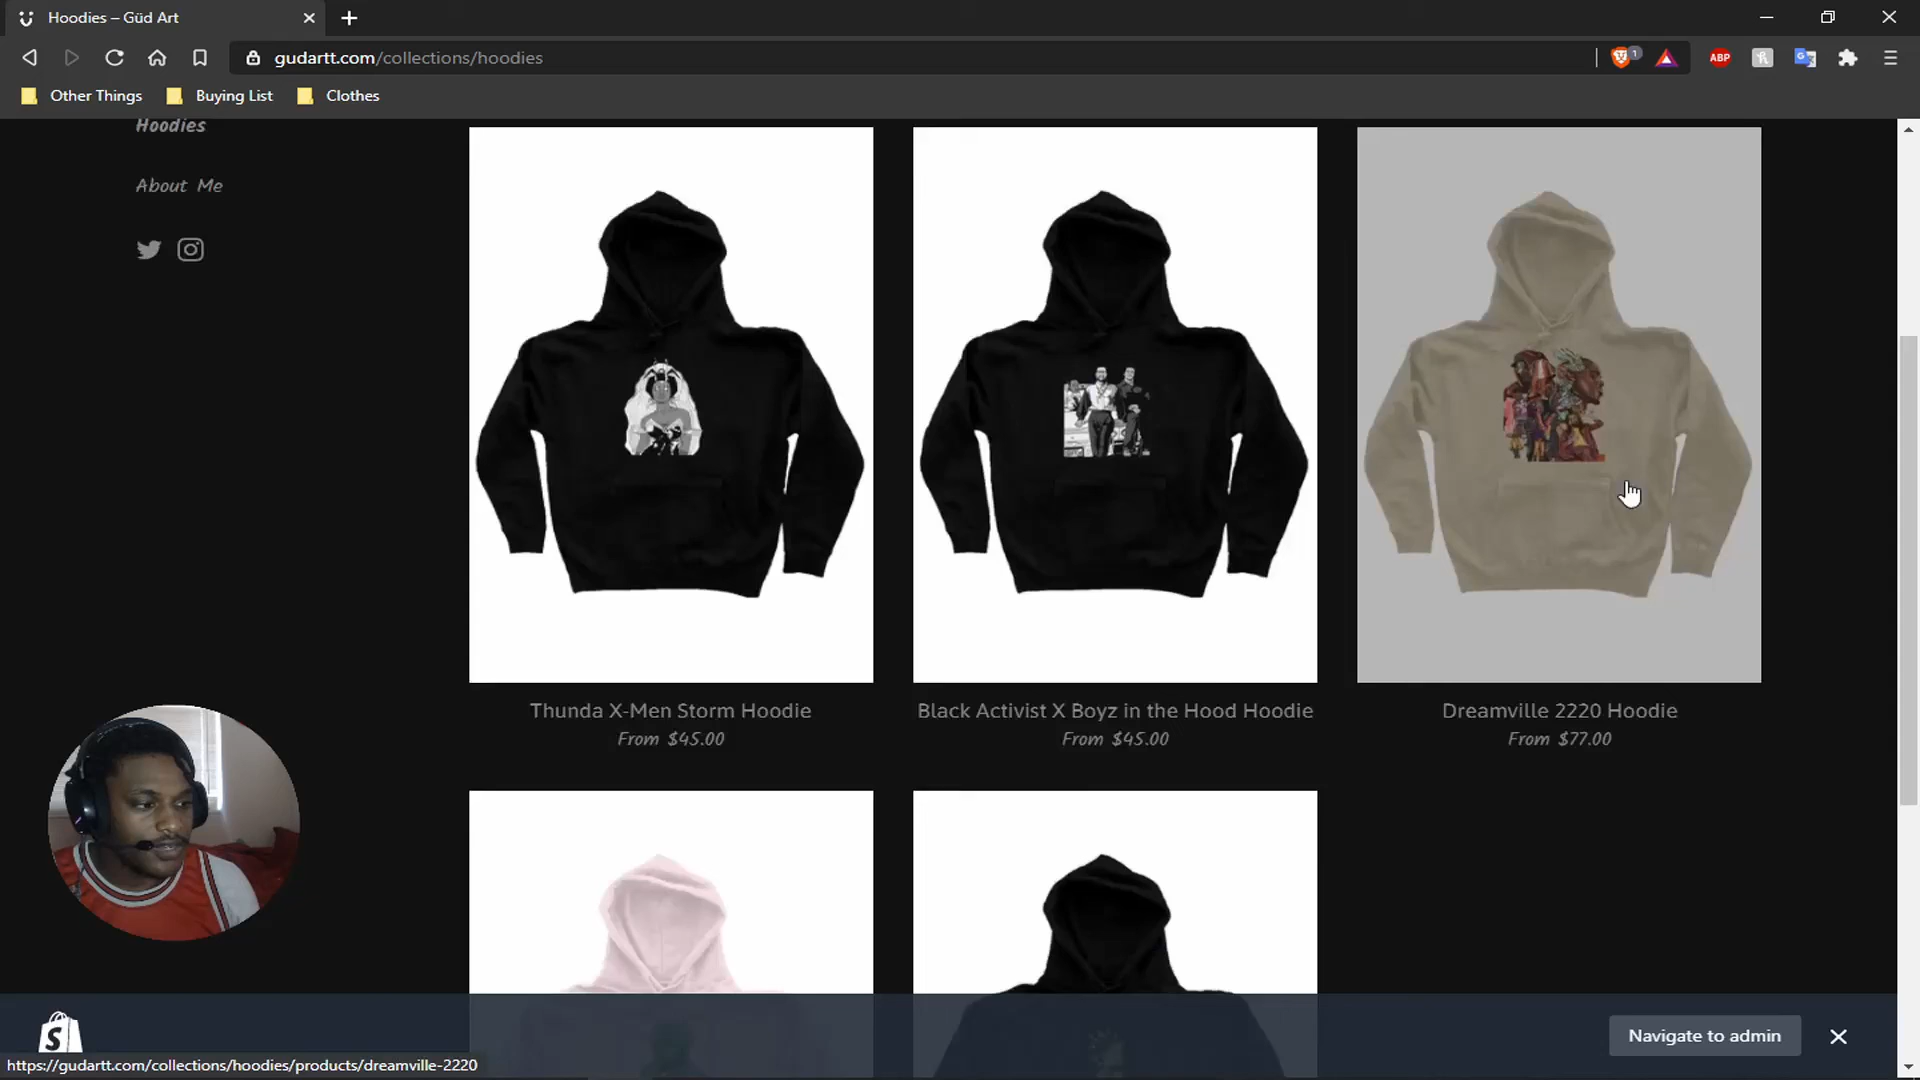 Hoodies – Güd Art
gudartt.com/collections/hoodies
1
ABP
Other Things
Buying List
Clothes
Hoodies
About Me
Thunda X-Men Storm Hoodie
From $45.00
Black Activist X Boyz in the Hood Hoodie
From $45.00
Dreamville 2220 Hoodie
From $77.00
S
Navigate to admin
https://gudartt.com/collections/hoodies/products/dreamville-2220